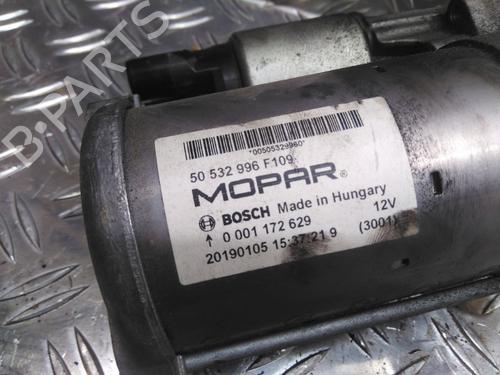 *00505329960*
50 532 996 F109
MOPAR®
BOSCH Made in Hungary
0 001 172 629 12V
20190105 15:37:21 9 (3001)
B-PARTS